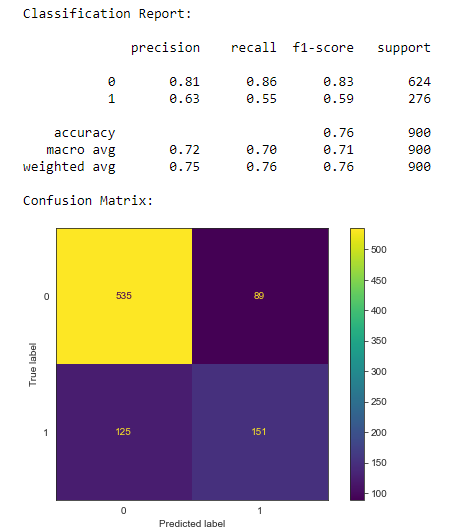 Classification Report:
precision recall f1-score support
0 0.81 0.86 0.83 624
1 0.63 0.55 0.59 276
accuracy 0.76 900
macro avg 0.72 0.70 0.71 900
weighted avg 0.75 0.76 0.76 900
Confusion Matrix:
500
450
400
350
300
250
200
150
100
True label
0
1
535 89
125 151
0 1
Predicted label